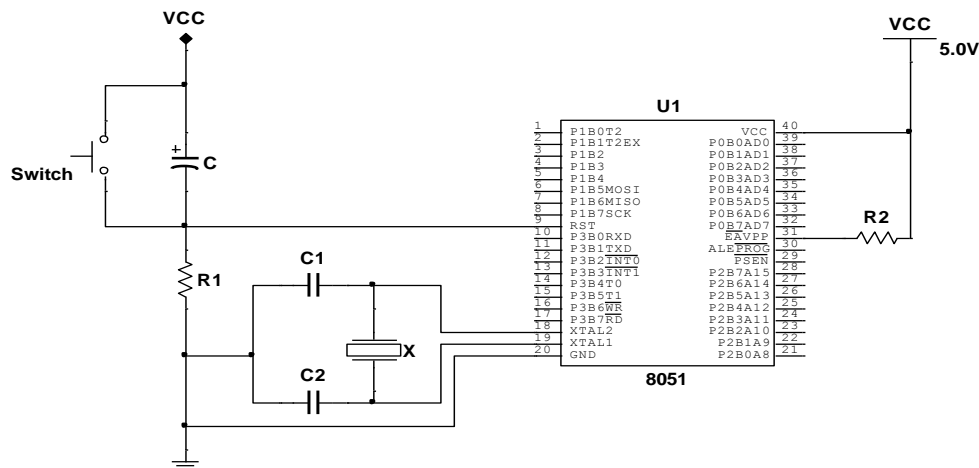 VCC
VCC
5.0V
Switch
+
C
R1
C1
C2
X
R2
U1
1 P1B0T2 VCC 40
2 P1B1T2EX P0B0AD0 39
3 P1B2 P0B1AD1 38
4 P1B3 P0B2AD2 37
5 P1B4 P0B3AD3 36
6 P1B5MOSI P0B4AD4 35
7 P1B6MISO P0B5AD5 34
8 P1B7SCK P0B6AD6 33
9 RST P0B7AD7 32
10 P3B0RXD EAVPP 31
11 P3B1TXD ALEPROG 30
12 P3B2INT0 PSEN 29
13 P3B3INT1 P2B7A15 28
14 P3B4T0 P2B6A14 27
15 P3B5T1 P2B5A13 26
16 P3B6WR P2B4A12 25
17 P3B7RD P2B3A11 24
18 XTAL2 P2B2A10 23
19 XTAL1 P2B1A9 22
20 GND P2B0A8 21
8051